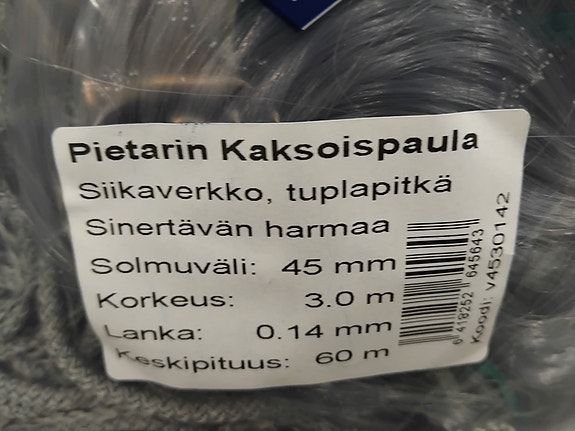 Pietarin Kaksoispaula
Siikaverkko, tuplapitkä
Sinertävän harmaa
Solmuväli: 45 mm
Korkeus: 3.0 m
Lanka: 0.14 mm
Keskipituus: 60 m
6 418252 645643
Koodi: v4530142